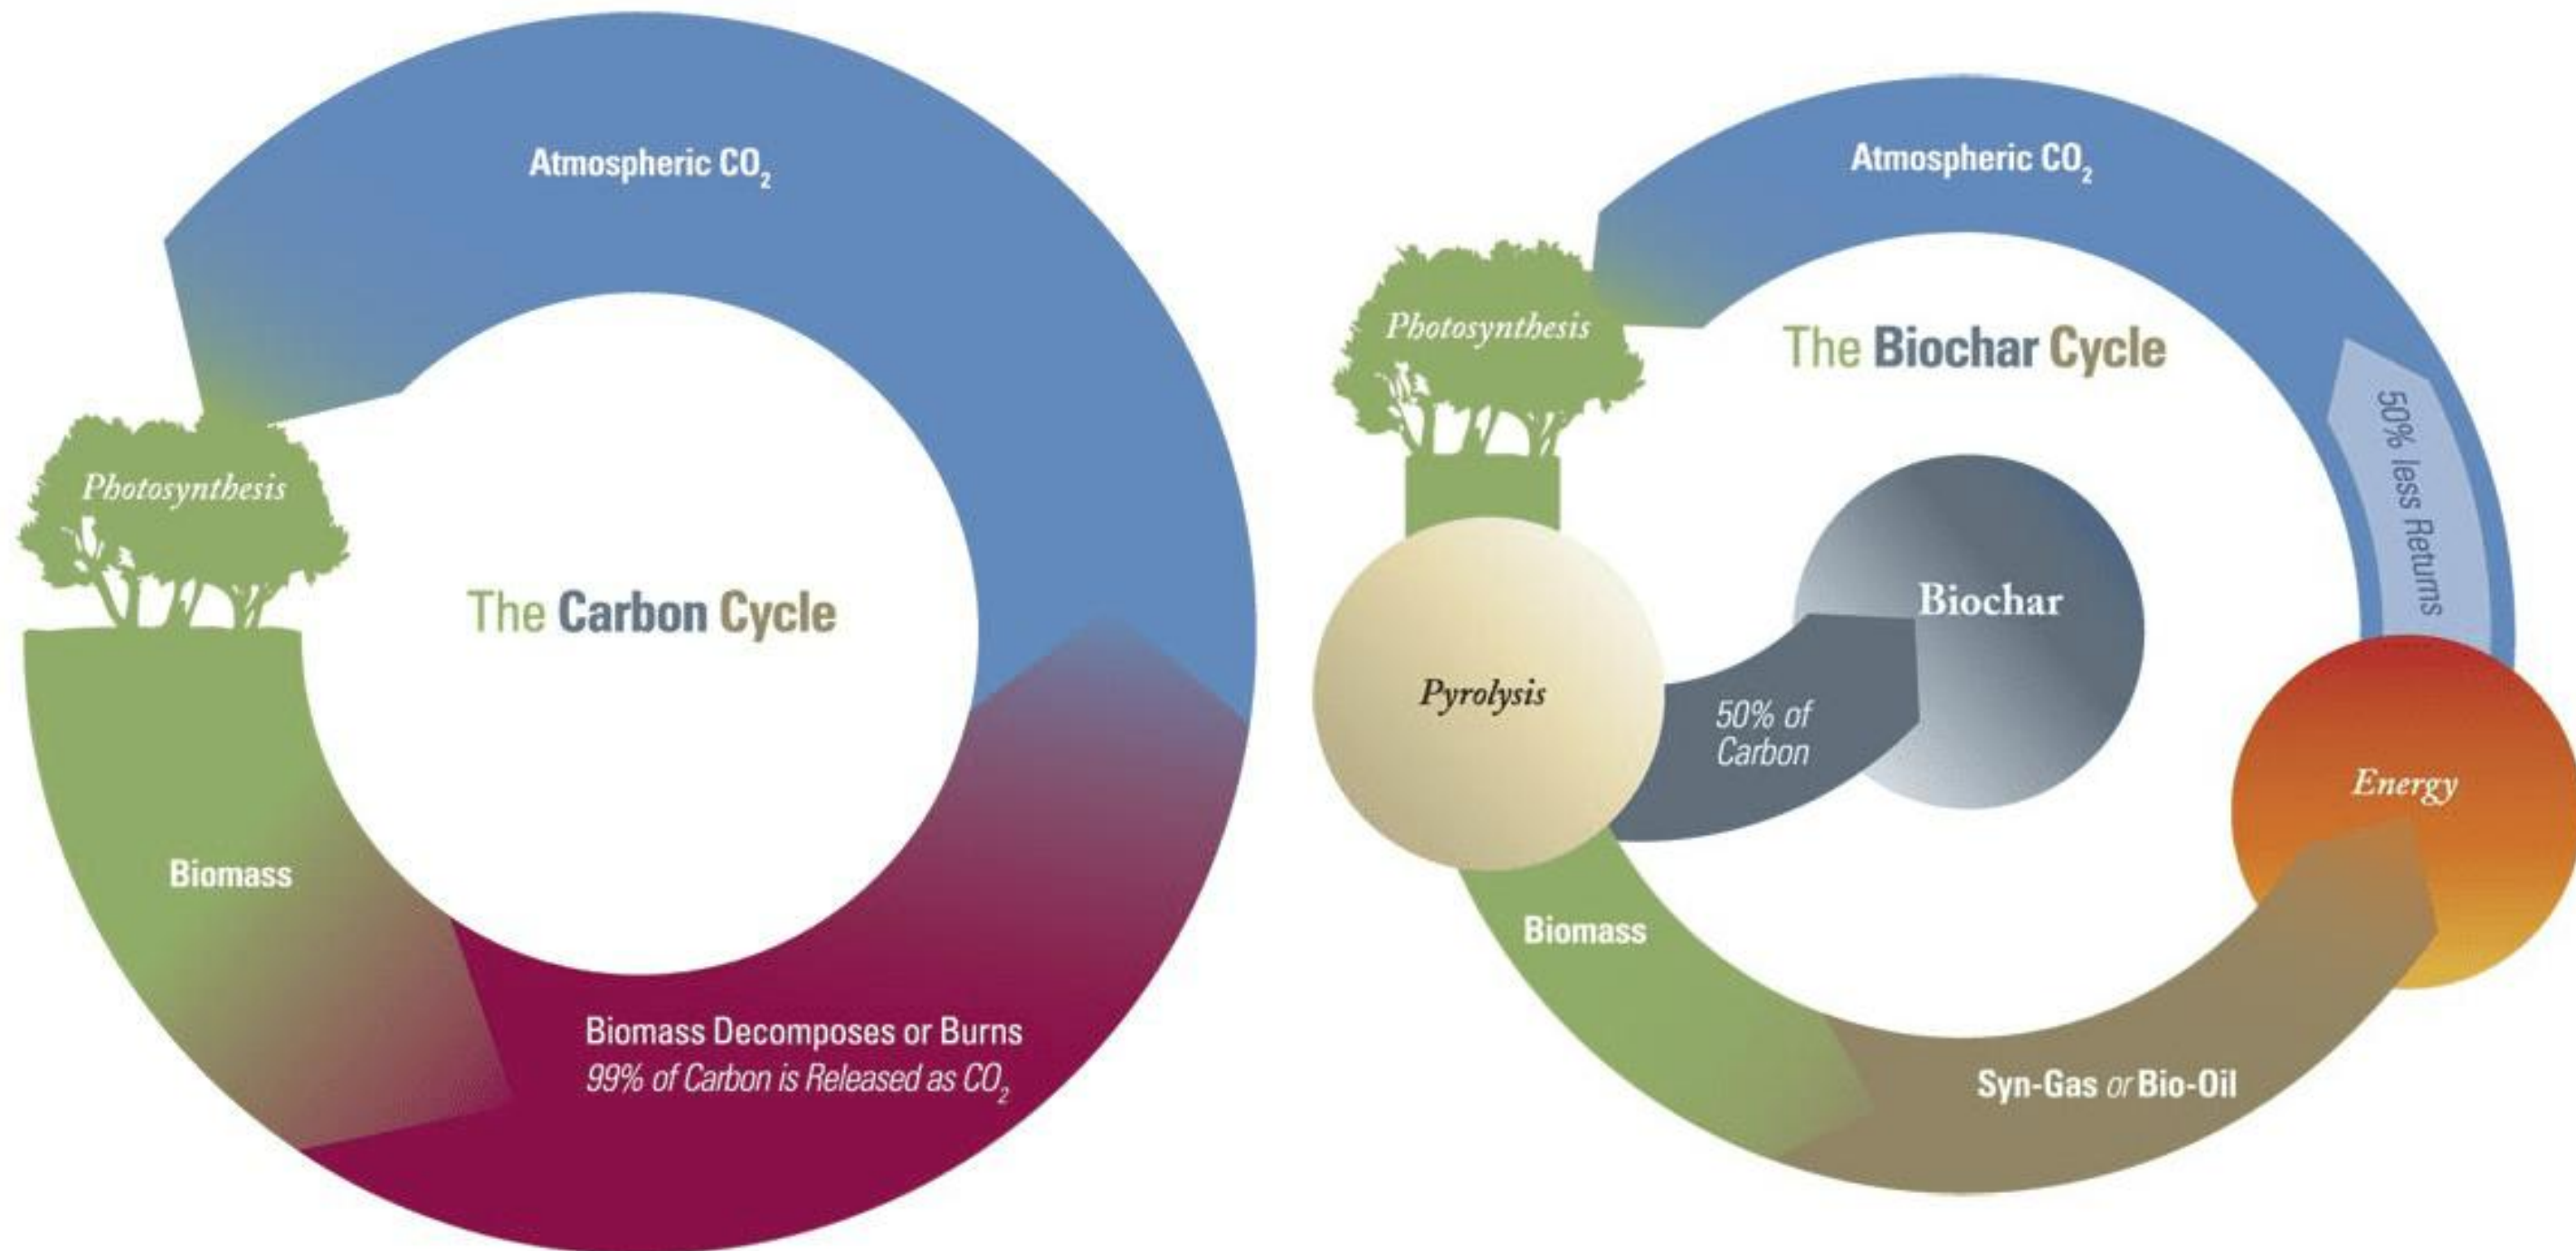 Atmospheric CO₂
Photosynthesis
The Carbon Cycle
Biomass
Biomass Decomposes or Burns
99% of Carbon is Released as CO₂
Atmospheric CO₂
Photosynthesis
The Biochar Cycle
50% less Returns
Biochar
Pyrolysis
50% of
Carbon
Energy
Biomass
Syn-Gas or Bio-Oil